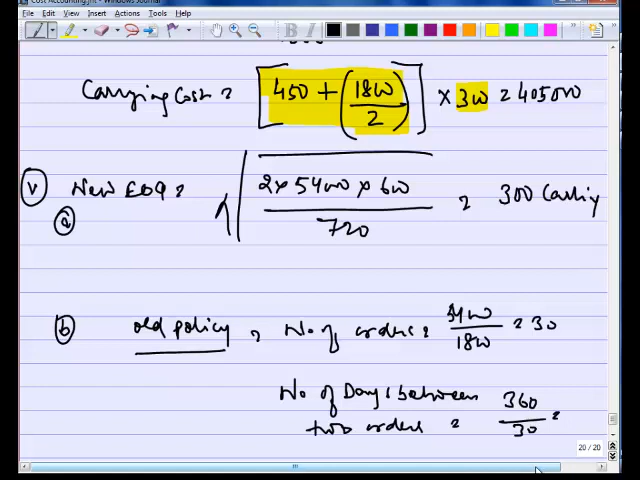 Cost Accounting.jnt - Windows Journal
File Edit View Insert Actions Tools Help
B I
Carrying Cost = [450 + (1800/2)] × 300 = 405000
(v) New EOQ = √(2 × 5400 × 600 / 720) = 300 Cashiy
(a)
(b) old policy = No of orders = 5400/1800 = 30
No of Days between
two orders = 360/30 =
20 / 20